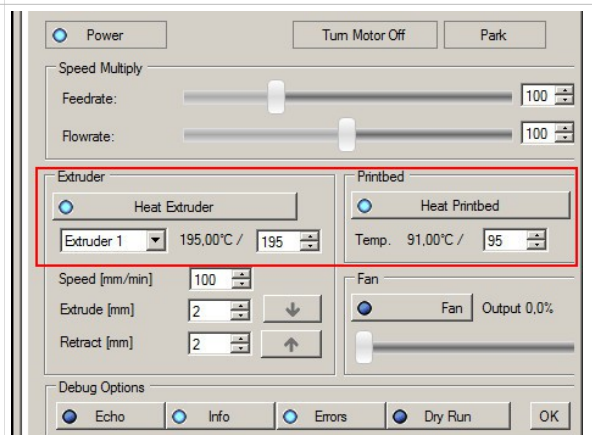 Power Turn Motor Off Park
Speed Multiply
Feedrate: 100
Flowrate: 100
Extruder Printbed
Heat Extruder Heat Printbed
Extruder 1 195,00°C / 195 Temp. 91,00°C / 95
Speed [mm/min] 100 Fan
Extrude [mm] 2 Fan Output 0,0%
Retract [mm] 2
Debug Options
Echo Info Errors Dry Run OK